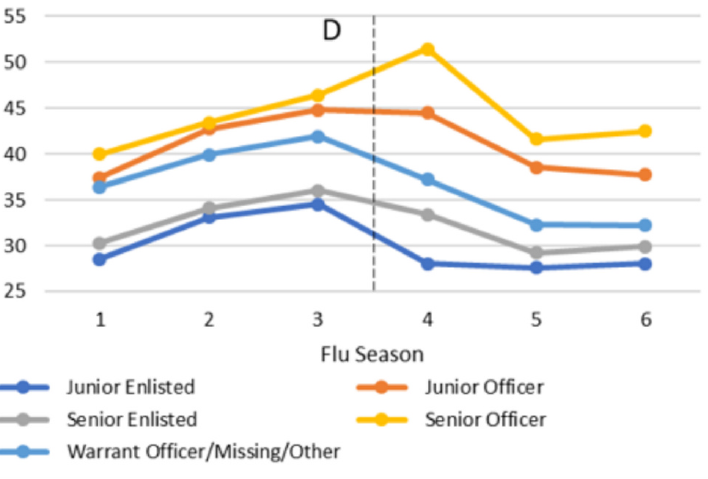 55
D
50
45
40
35
30
25
1 2 3 4 5 6
Flu Season
Junior Enlisted Junior Officer
Senior Enlisted Senior Officer
Warrant Officer/Missing/Other